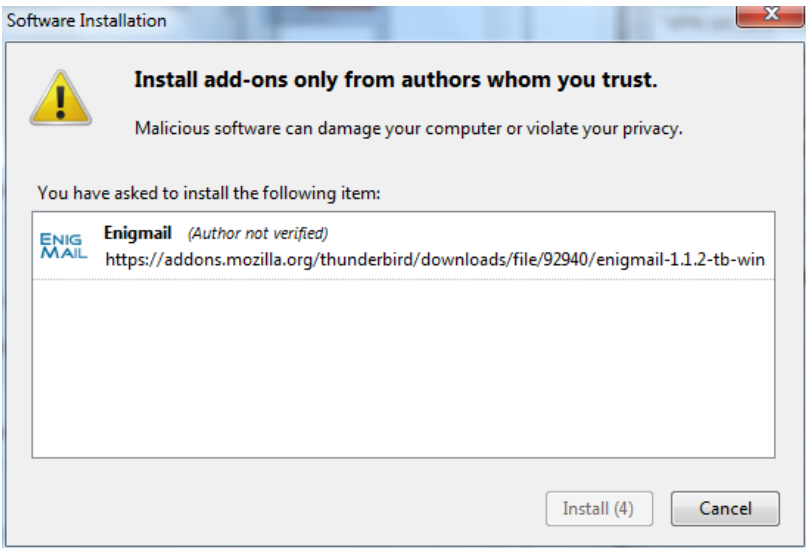 Software Installation
Install add-ons only from authors whom you trust.
Malicious software can damage your computer or violate your privacy.
You have asked to install the following item:
ENIG
MAIL
Enigmail (Author not verified)
https://addons.mozilla.org/thunderbird/downloads/file/92940/enigmail-1.1.2-tb-win
Install (4)
Cancel